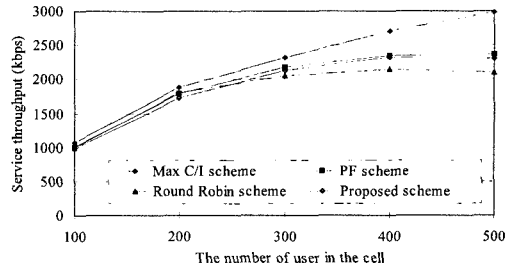 3000
2500
2000
1500
1000
500
0
Service throughput (kbps)
Max C/I scheme
PF scheme
Round Robin scheme
Proposed scheme
100
200
300
400
500
The number of user in the cell